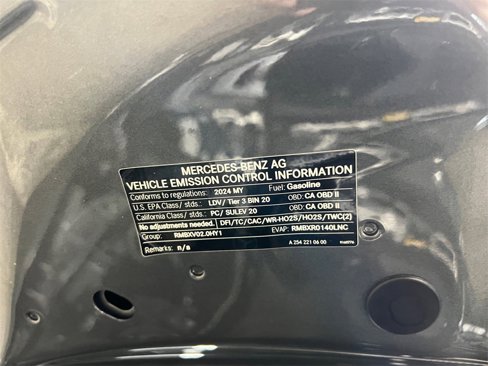 MERCEDES-BENZ AG
VEHICLE EMISSION CONTROL INFORMATION
Conforms to regulations: 2024 MY Fuel: Gasoline
U.S. EPA Class/ stds.: LDV/ Tier 3 BIN 20 OBD: CA OBD II
California Class/ stds.: PC/ SULEV 20 OBD: CA OBD II
No adjustments needed. DFI/TC/CAC/WR-HO2S/HO2S/TWC(2)
Group: RMBXV02.0HY1 EVAP: RMBXR0140LNC
Remarks: n/a A 254 221 06 00